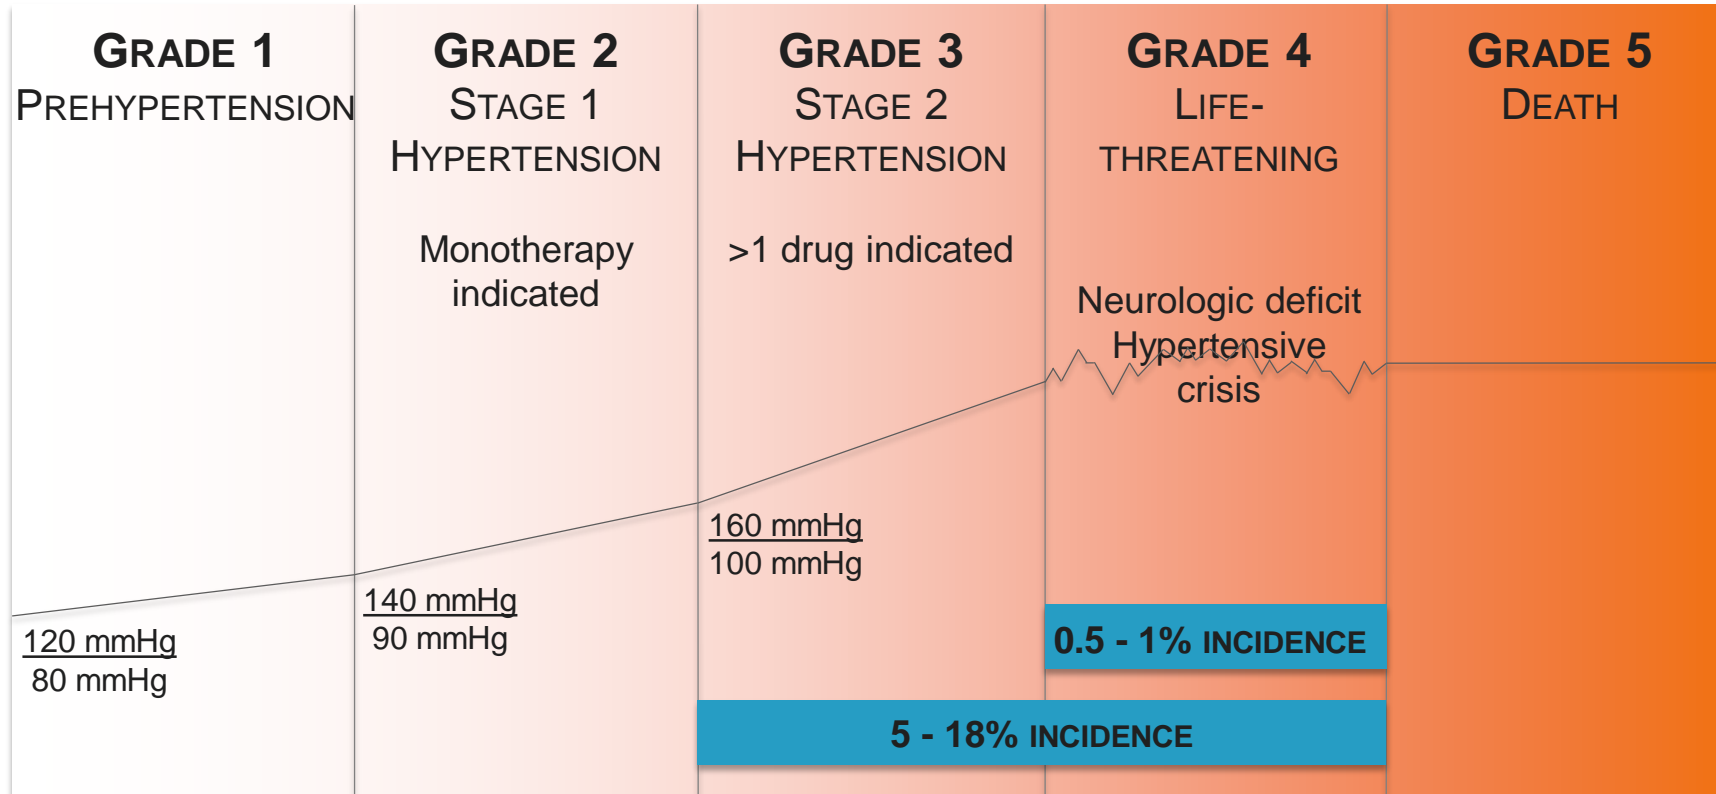 GRADE 1
PREHYPERTENSION
GRADE 2
STAGE 1
HYPERTENSION
Monotherapy
indicated
GRADE 3
STAGE 2
HYPERTENSION
>1 drug indicated
GRADE 4
LIFE-
THREATENING
Neurologic deficit
Hypertensive
crisis
GRADE 5
DEATH
120 mmHg
80 mmHg
140 mmHg
90 mmHg
160 mmHg
100 mmHg
0.5 - 1% INCIDENCE
5 - 18% INCIDENCE